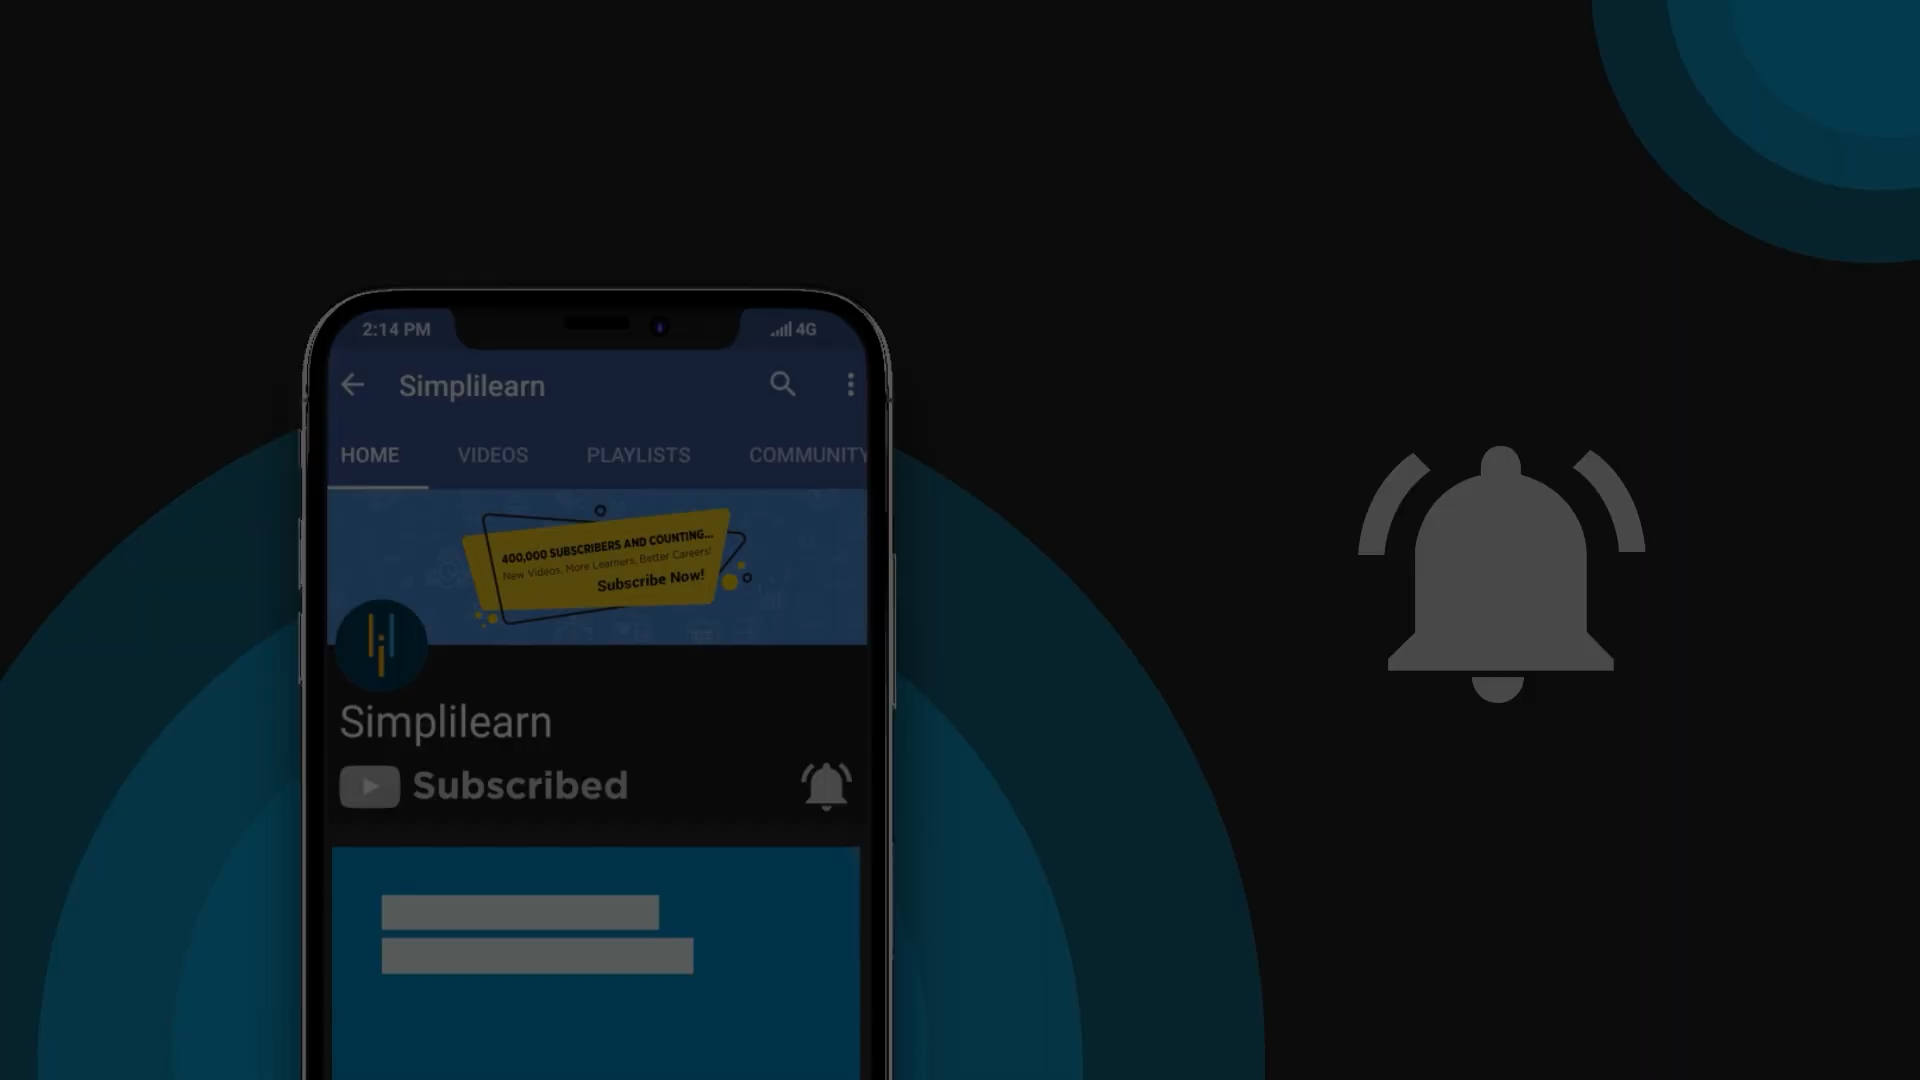 2:14 PM
4G
Simplilearn
HOME
VIDEOS
PLAYLISTS
COMMUNITY
400,000 SUBSCRIBERS AND COUNTING...
New Videos, More Learners, Better Careers!
Subscribe Now!
Simplilearn
Subscribed